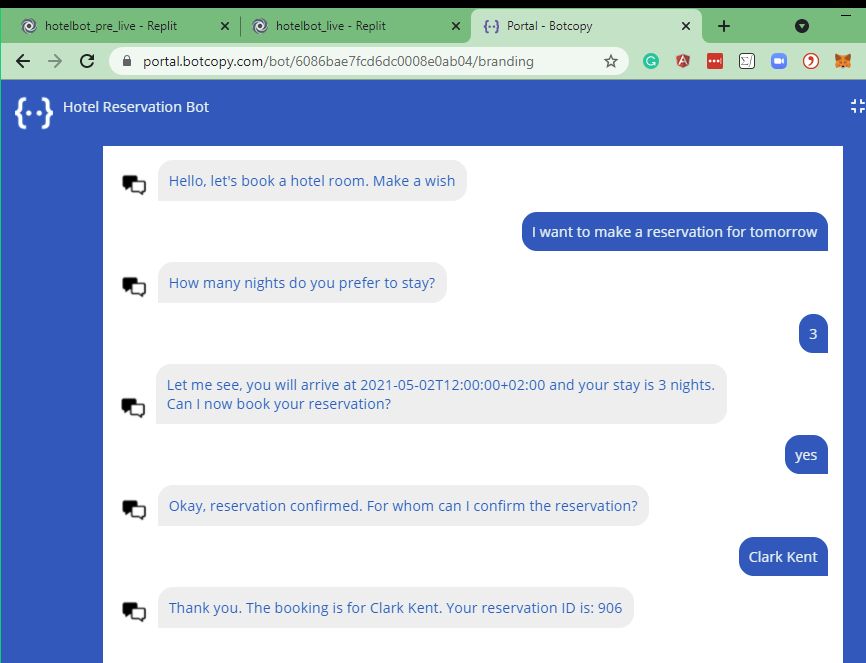 hotelbot_pre_live - Replit
hotelbot_live - Replit
Portal - Botcopy
portal.botcopy.com/bot/6086bae7fcd6dc0008e0ab04/branding
Hotel Reservation Bot
Hello, let's book a hotel room. Make a wish
I want to make a reservation for tomorrow
How many nights do you prefer to stay?
3
Let me see, you will arrive at 2021-05-02T12:00:00+02:00 and your stay is 3 nights.
Can I now book your reservation?
yes
Okay, reservation confirmed. For whom can I confirm the reservation?
Clark Kent
Thank you. The booking is for Clark Kent. Your reservation ID is: 906